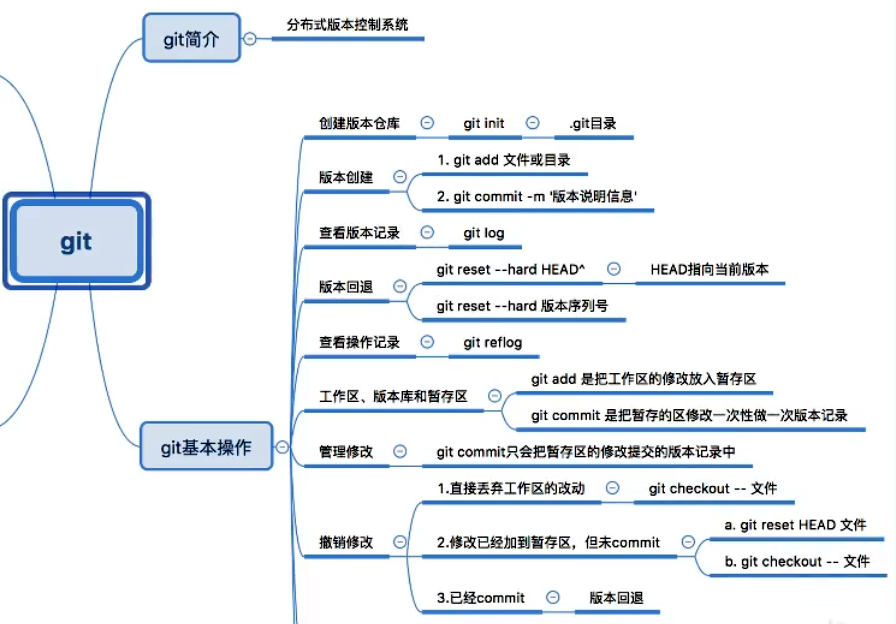 git简介
分布式版本控制系统
git
git基本操作
创建版本仓库
git init
.git目录
版本创建
1. git add 文件或目录
2. git commit -m '版本说明信息'
查看版本记录
git log
版本回退
git reset --hard HEAD^
HEAD指向当前版本
git reset --hard 版本序列号
查看操作记录
git reflog
工作区、版本库和暂存区
git add 是把工作区的修改放入暂存区
git commit 是把暂存的区修改一次性做一次版本记录
管理修改
git commit只会把暂存区的修改提交的版本记录中
撤销修改
1.直接丢弃工作区的改动
git checkout -- 文件
2.修改已经加到暂存区，但未commit
a. git reset HEAD 文件
b. git checkout -- 文件
3.已经commit
版本回退